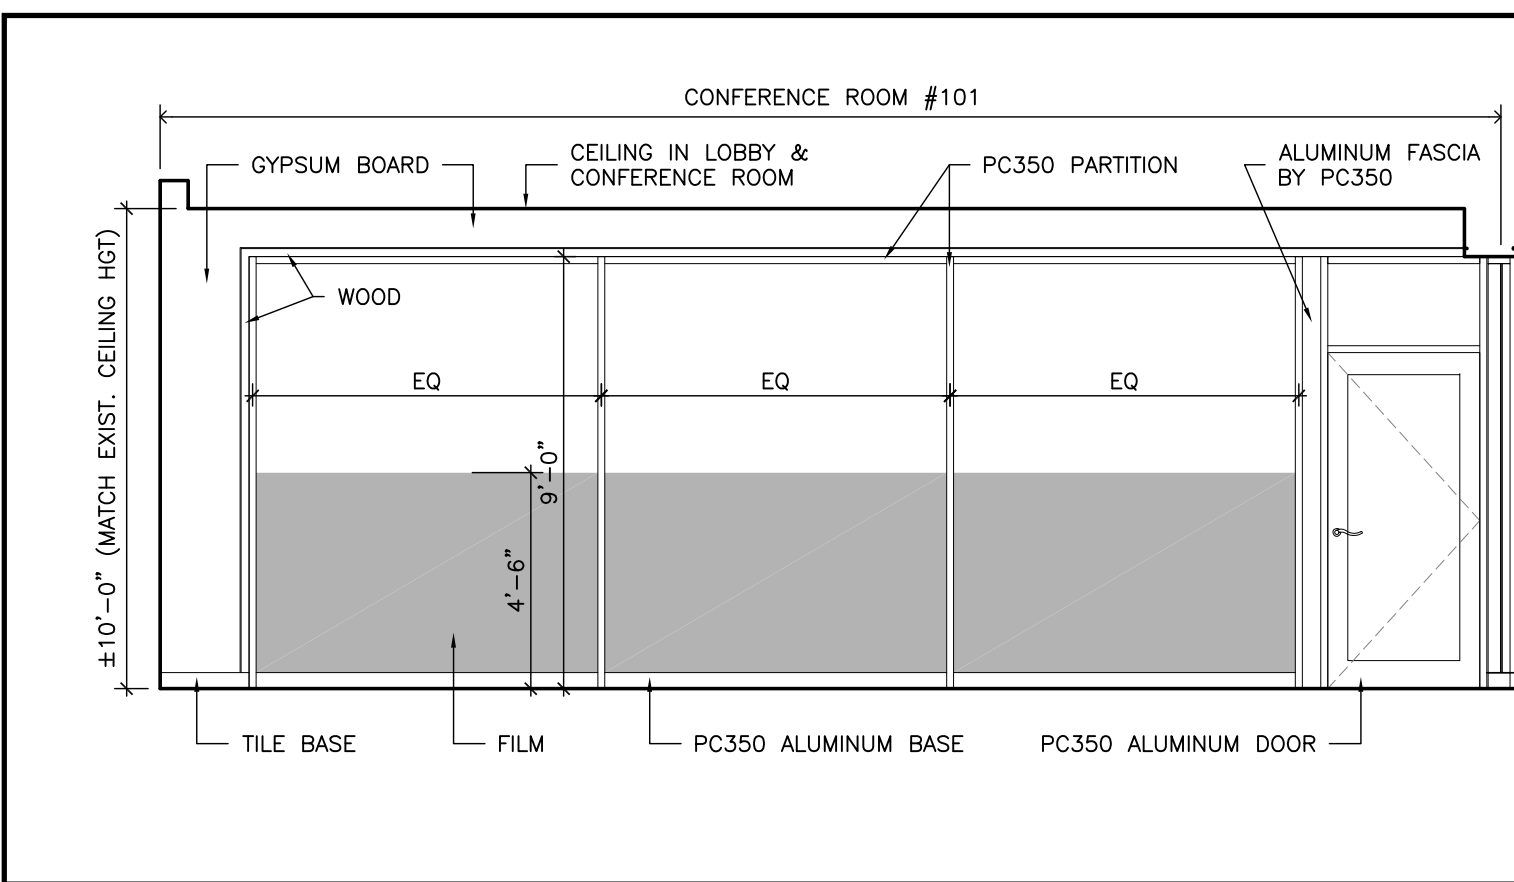 CONFERENCE ROOM #101
GYPSUM BOARD
CEILING IN LOBBY &
CONFERENCE ROOM
PC350 PARTITION
ALUMINUM FASCIA
BY PC350
±10'-0" (MATCH EXIST. CEILING HGT)
WOOD
EQ
EQ
EQ
9'-0"
4'-6"
TILE BASE
FILM
PC350 ALUMINUM BASE
PC350 ALUMINUM DOOR